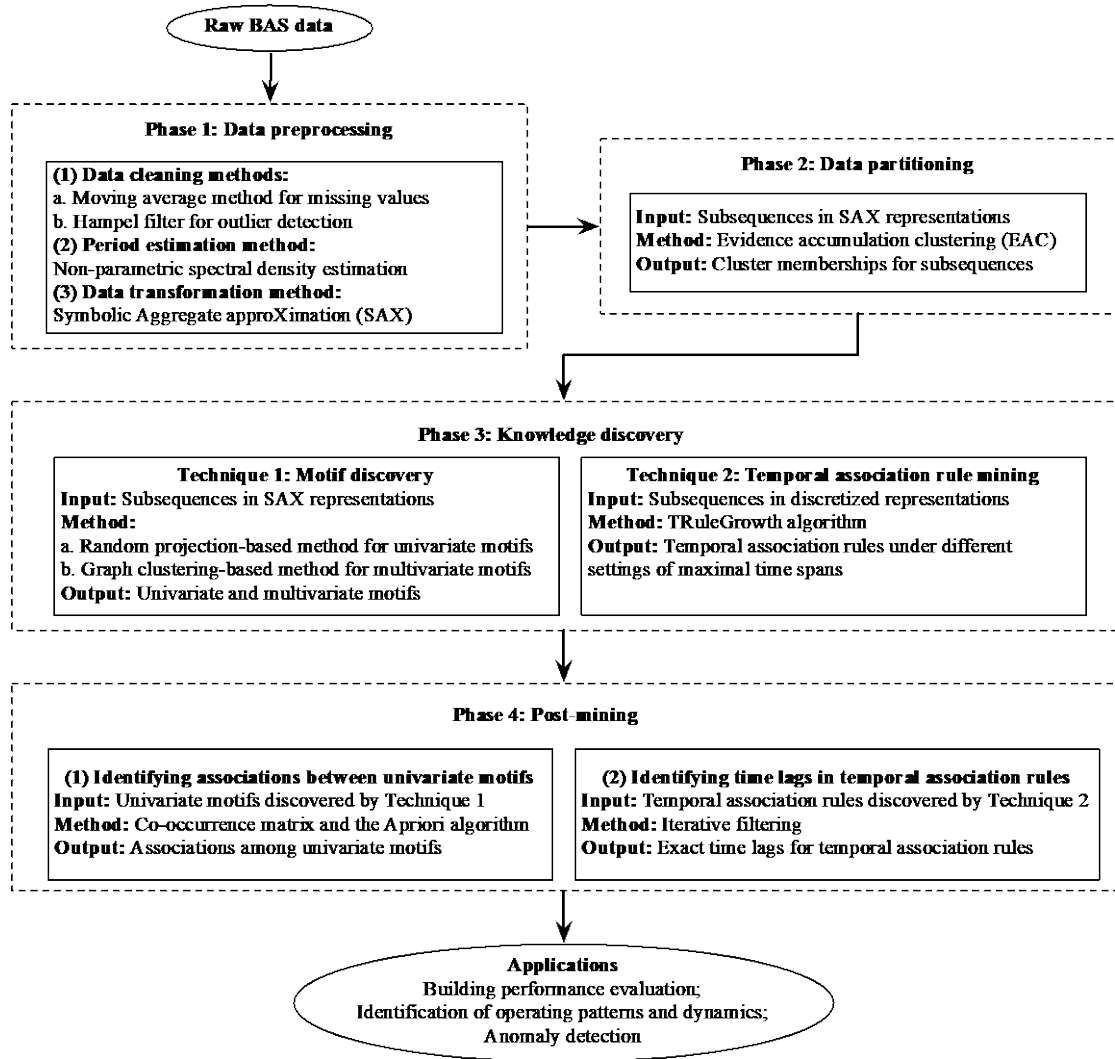 Raw BAS data
Phase 1: Data preprocessing
(1) Data cleaning methods:
a. Moving average method for missing values
b. Hampel filter for outlier detection
(2) Period estimation method:
Non-parametric spectral density estimation
(3) Data transformation method:
Symbolic Aggregate approXimation (SAX)
Phase 2: Data partitioning
Input: Subsequences in SAX representations
Method: Evidence accumulation clustering (EAC)
Output: Cluster memberships for subsequences
Phase 3: Knowledge discovery
Technique 1: Motif discovery
Input: Subsequences in SAX representations
Method:
a. Random projection-based method for univariate motifs
b. Graph clustering-based method for multivariate motifs
Output: Univariate and multivariate motifs
Technique 2: Temporal association rule mining
Input: Subsequences in discretized representations
Method: TRuleGrowth algorithm
Output: Temporal association rules under different
settings of maximal time spans
Phase 4: Post-mining
(1) Identifying associations between univariate motifs
Input: Univariate motifs discovered by Technique 1
Method: Co-occurrence matrix and the Apriori algorithm
Output: Associations among univariate motifs
(2) Identifying time lags in temporal association rules
Input: Temporal association rules discovered by Technique 2
Method: Iterative filtering
Output: Exact time lags for temporal association rules
Applications
Building performance evaluation;
Identification of operating patterns and dynamics;
Anomaly detection